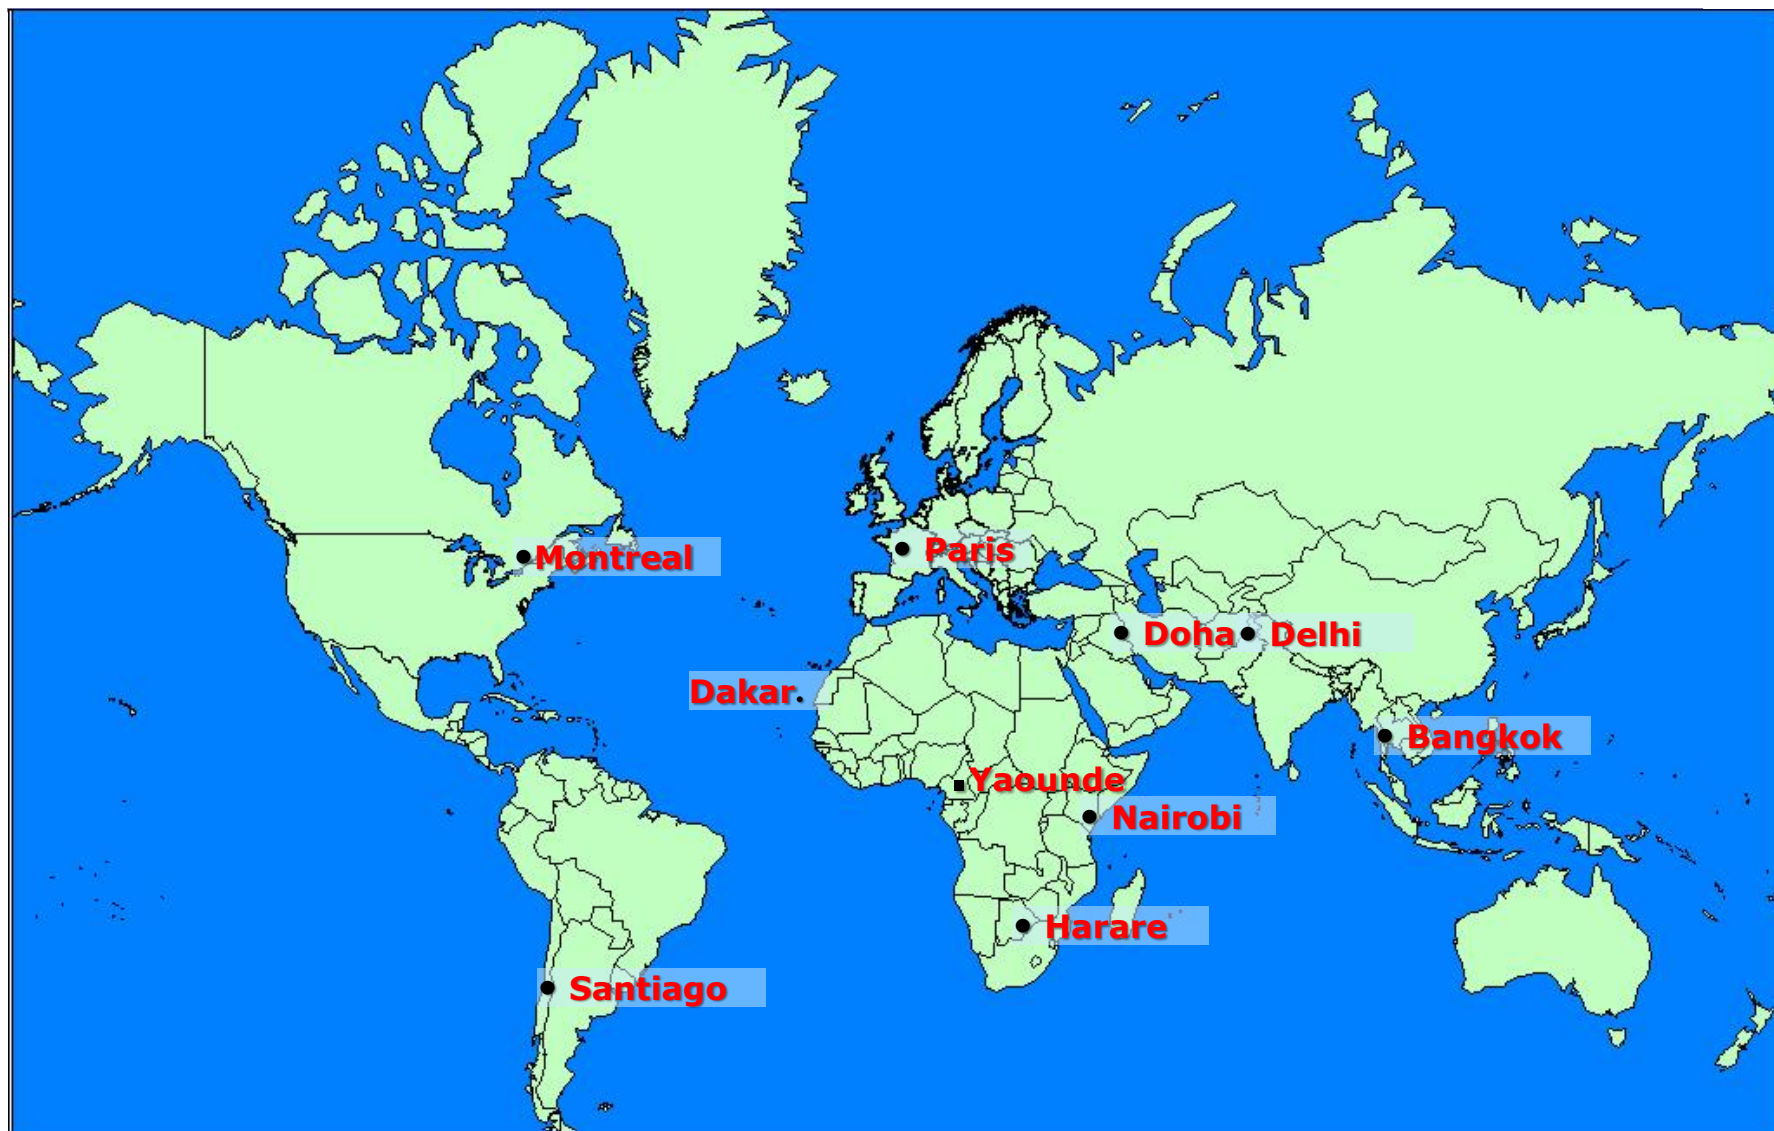 Montreal
Paris
Doha
Delhi
Dakar
Bangkok
Yaounde
Nairobi
Harare
Santiago